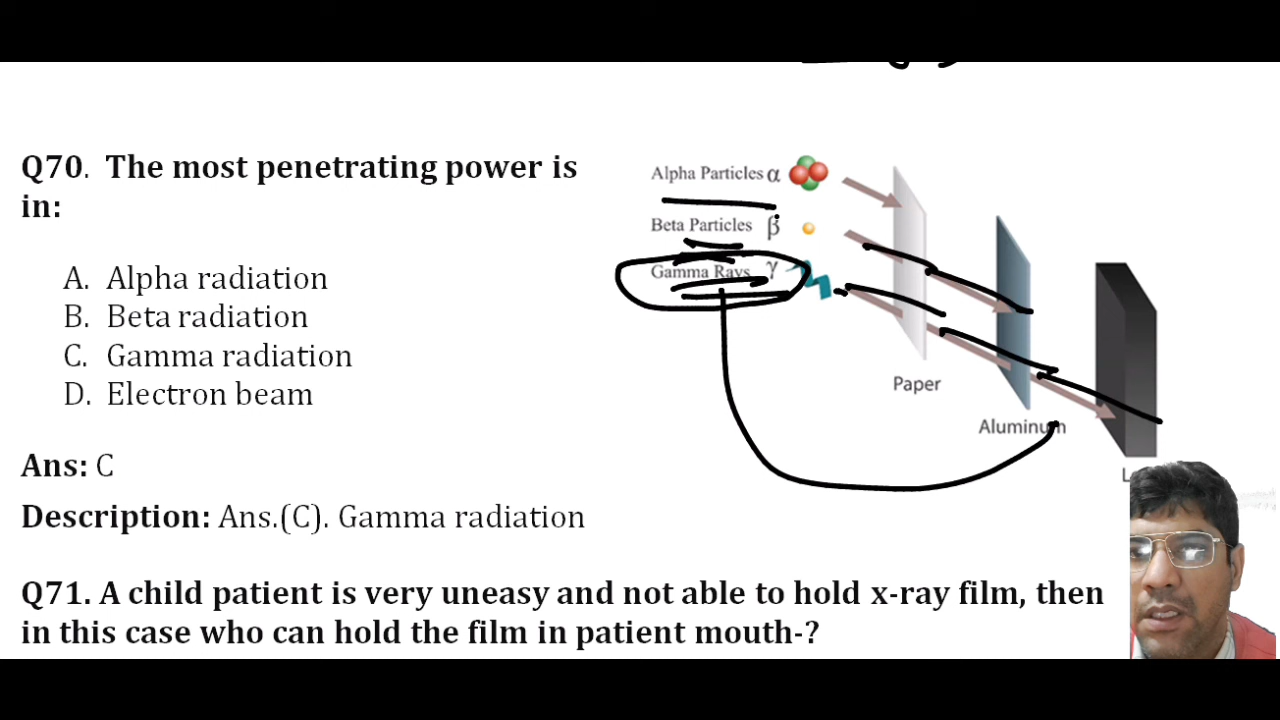 Q70. The most penetrating power is
in:
A. Alpha radiation
B. Beta radiation
C. Gamma radiation
D. Electron beam
Ans: C
Description: Ans.(C). Gamma radiation
Alpha Particles α
Beta Particles β
Gamma Rays γ
Paper
Aluminum
Q71. A child patient is very uneasy and not able to hold x-ray film, then
in this case who can hold the film in patient mouth-?